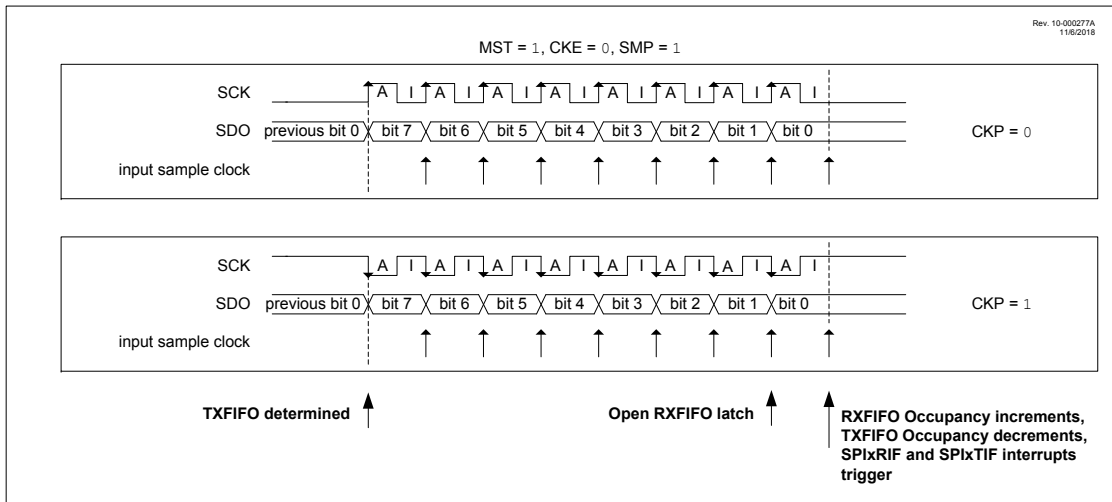 Rev. 10-000277A
11/6/2018
MST = 1, CKE = 0, SMP = 1
SCK A I A I A I A I A I A I A I A I
SDO previous bit 0 bit 7 bit 6 bit 5 bit 4 bit 3 bit 2 bit 1 bit 0 CKP = 0
input sample clock
SCK A I A I A I A I A I A I A I A I
SDO previous bit 0 bit 7 bit 6 bit 5 bit 4 bit 3 bit 2 bit 1 bit 0 CKP = 1
input sample clock
TXFIFO determined
Open RXFIFO latch
RXFIFO Occupancy increments,
TXFIFO Occupancy decrements,
SPIxRIF and SPIxTIF interrupts
trigger